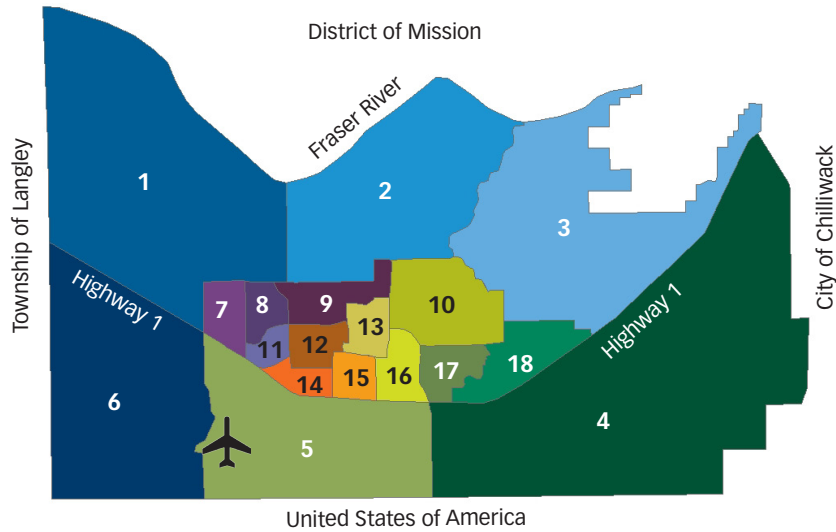 District of Mission
Fraser River
Township of Langley
City of Chilliwack
1
2
3
Highway 1
7
8
9
10
13
11
12
Highway 1
14
15
16
17
18
6
5
4
United States of America